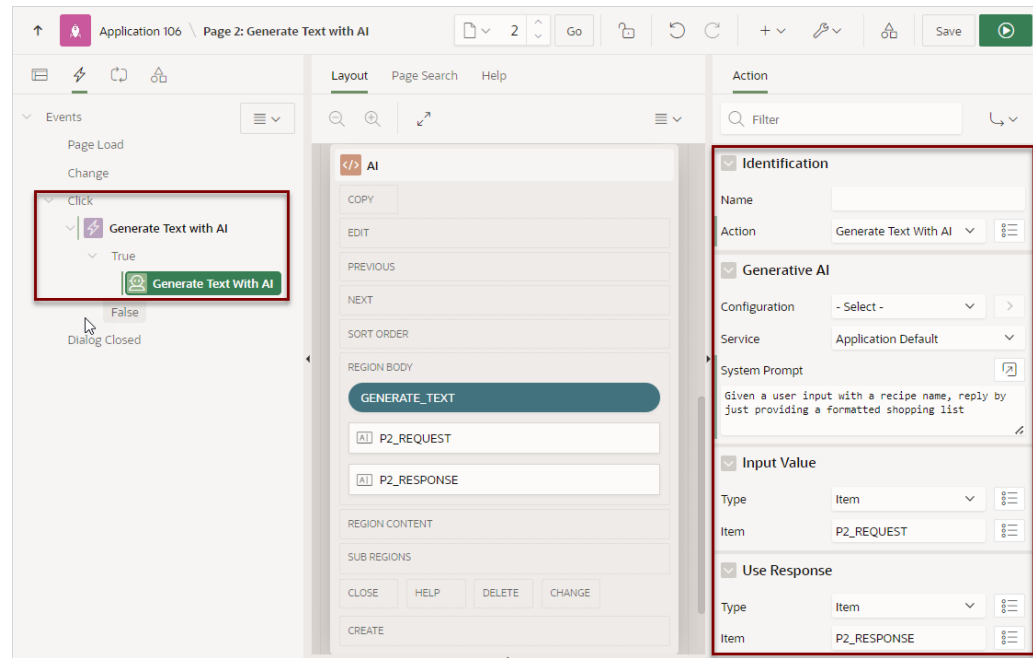 Application 106 \ Page 2: Generate Text with AI
2
Go
Save
Events
Page Load
Change
Click
Generate Text with AI
True
Generate Text With AI
False
Dialog Closed
Layout
Page Search
Help
</> AI
COPY
EDIT
PREVIOUS
NEXT
SORT ORDER
REGION BODY
GENERATE_TEXT
P2_REQUEST
P2_RESPONSE
REGION CONTENT
SUB REGIONS
CLOSE
HELP
DELETE
CHANGE
CREATE
Action
Filter
Identification
Name
Action
Generate Text With AI
Generative AI
Configuration
- Select -
Service
Application Default
System Prompt
Given a user input with a recipe name, reply by
just providing a formatted shopping list
Input Value
Type
Item
Item
P2_REQUEST
Use Response
Type
Item
Item
P2_RESPONSE